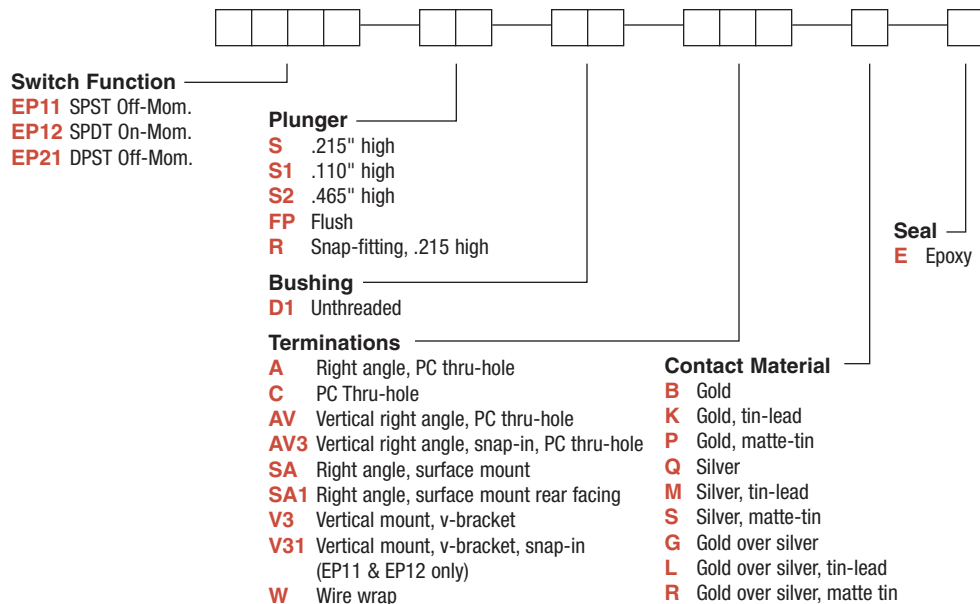 Switch Function
EP11 SPST Off-Mom.
EP12 SPDT On-Mom.
EP21 DPST Off-Mom.
Plunger
S .215" high
S1 .110" high
S2 .465" high
FP Flush
R Snap-fitting, .215 high
Bushing
D1 Unthreaded
Terminations
A Right angle, PC thru-hole
C PC Thru-hole
AV Vertical right angle, PC thru-hole
AV3 Vertical right angle, snap-in, PC thru-hole
SA Right angle, surface mount
SA1 Right angle, surface mount rear facing
V3 Vertical mount, v-bracket
V31 Vertical mount, v-bracket, snap-in
(EP11 & EP12 only)
W Wire wrap
Contact Material
B Gold
K Gold, tin-lead
P Gold, matte-tin
Q Silver
M Silver, tin-lead
S Silver, matte-tin
G Gold over silver
L Gold over silver, tin-lead
R Gold over silver, matte tin
Seal
E Epoxy